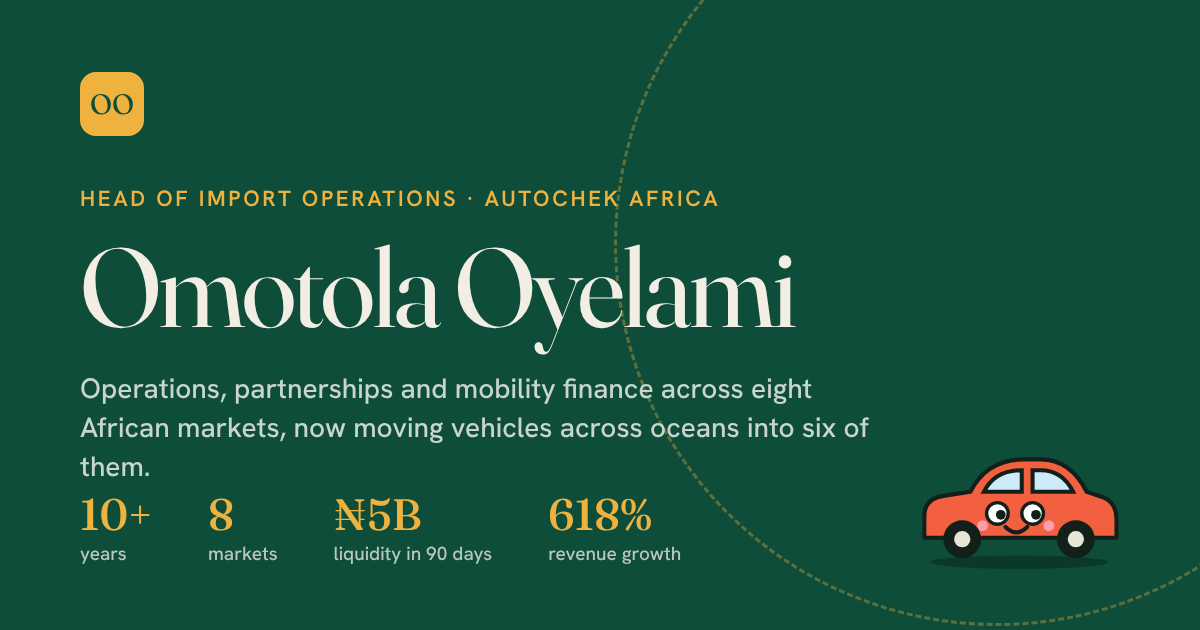 OO
HEAD OF IMPORT OPERATIONS · AUTOCHEK AFRICA
Omotola Oyelami
Operations, partnerships and mobility finance across eight
African markets, now moving vehicles across oceans into six of
them.
10+ 8 ₦5B 618%
years markets liquidity in 90 days revenue growth